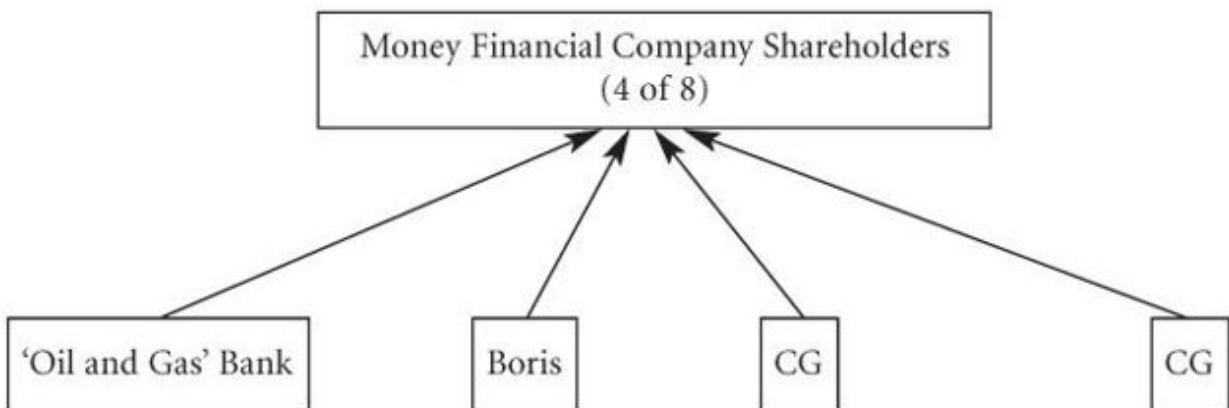 Money Financial Company Shareholders
(4 of 8)
‘Oil and Gas’ Bank
Boris
CG
CG